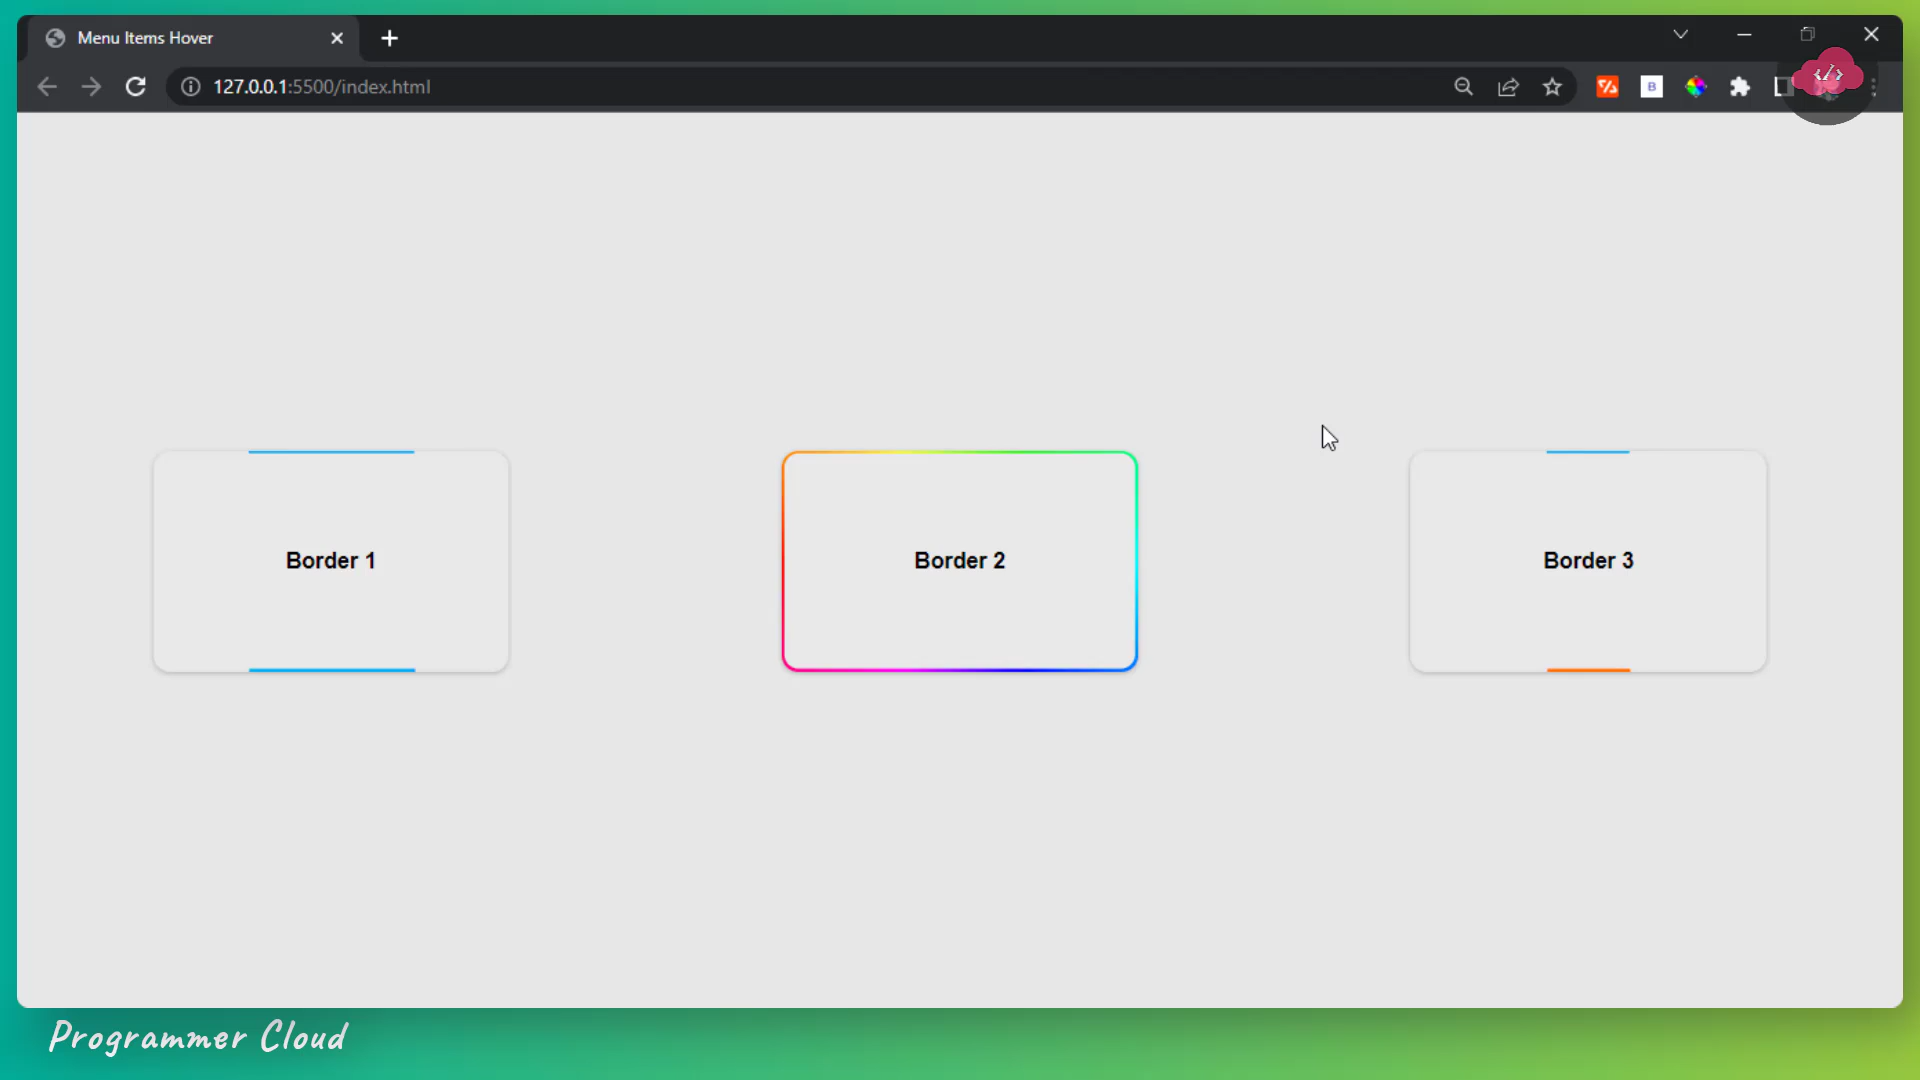 Menu Items Hover
127.0.0.1:5500/index.html
B
</>
Border 1
Border 2
Border 3
Programmer Cloud